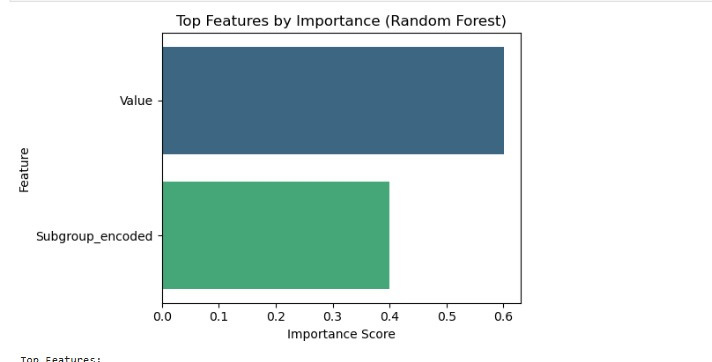 Top Features by Importance (Random Forest)
Value
Feature
Subgroup_encoded
0.0 0.1 0.2 0.3 0.4 0.5 0.6
Importance Score
Top Features: